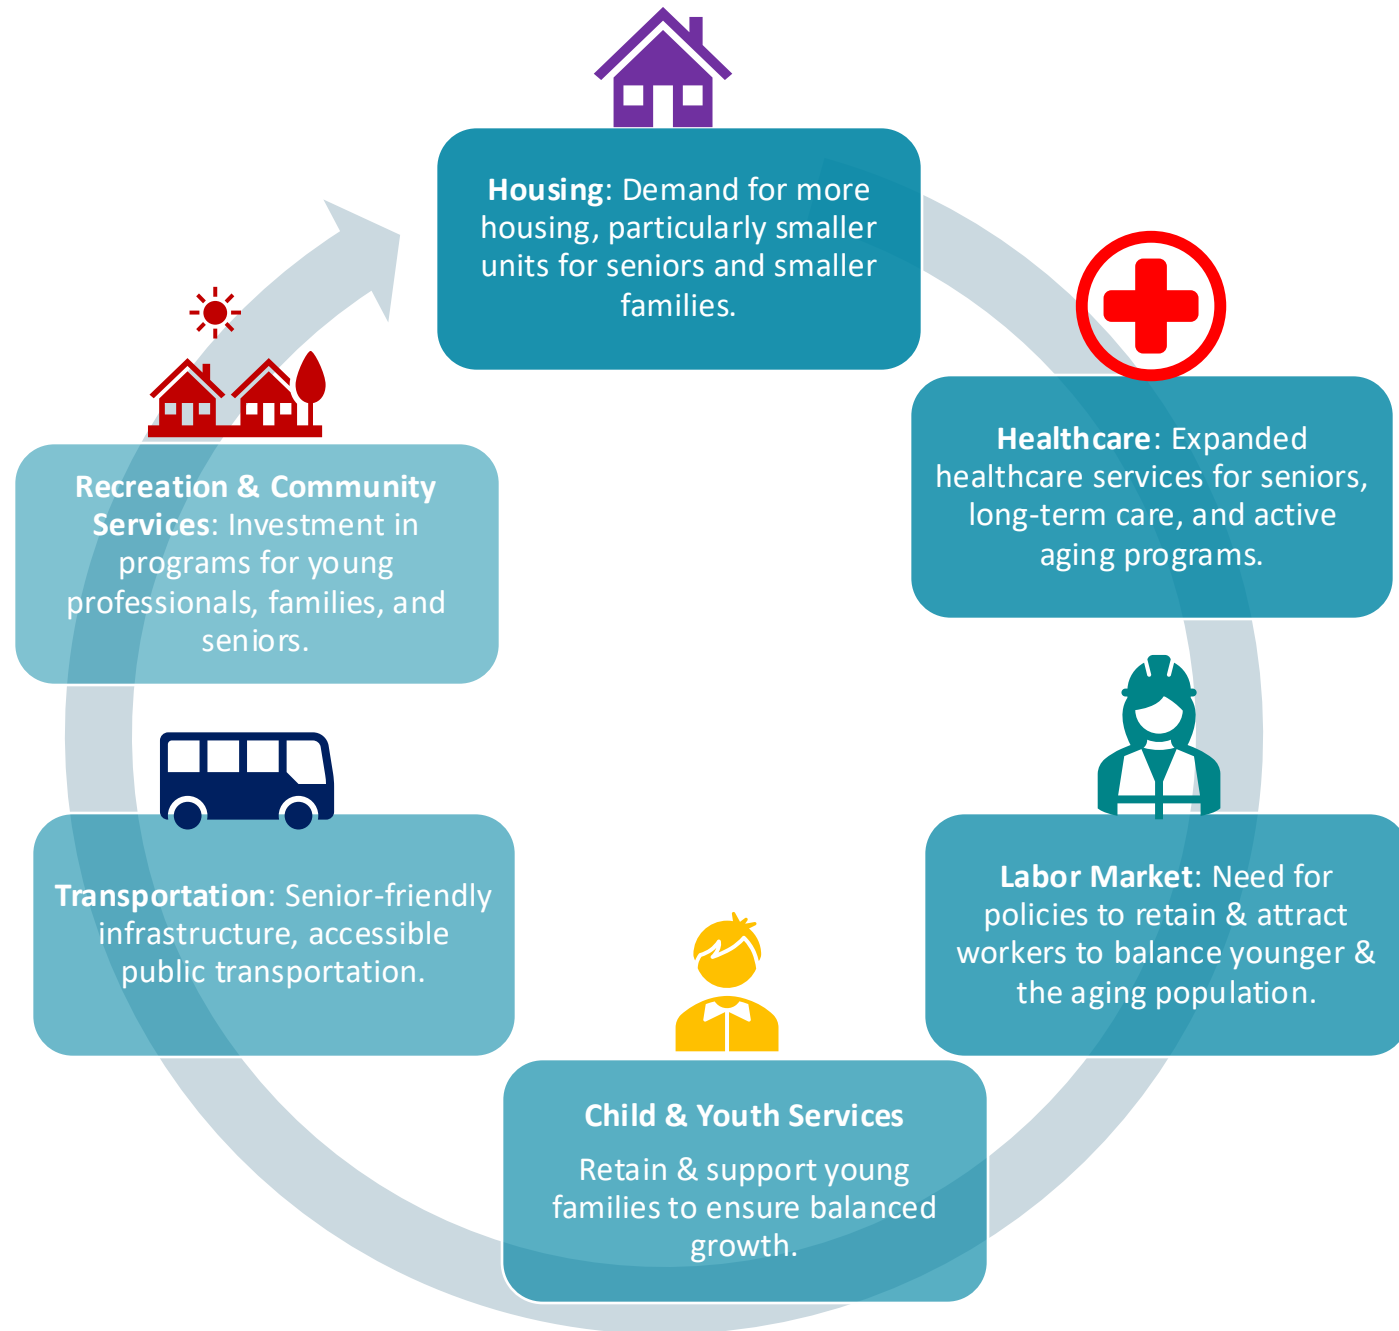 Housing: Demand for more
housing, particularly smaller
units for seniors and smaller
families.
Healthcare: Expanded
healthcare services for seniors,
long-term care, and active
aging programs.
Labor Market: Need for
policies to retain & attract
workers to balance younger &
the aging population.
Child & Youth Services
Retain & support young
families to ensure balanced
growth.
Transportation: Senior-friendly
infrastructure, accessible
public transportation.
Recreation & Community
Services: Investment in
programs for young
professionals, families, and
seniors.